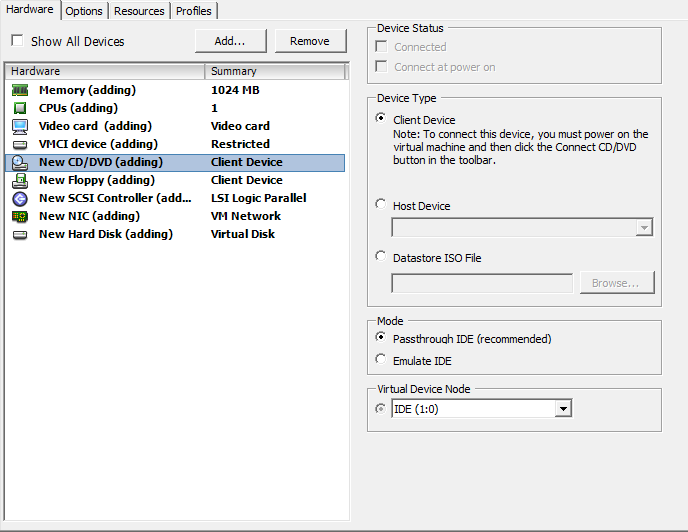 Hardware Options Resources Profiles
Show All Devices Add... Remove
Hardware Summary
Memory (adding) 1024 MB
CPUs (adding) 1
Video card (adding) Video card
VMCI device (adding) Restricted
New CD/DVD (adding) Client Device
New Floppy (adding) Client Device
New SCSI Controller (add... LSI Logic Parallel
New NIC (adding) VM Network
New Hard Disk (adding) Virtual Disk
Device Status
Connected
Connect at power on
Device Type
Client Device
Note: To connect this device, you must power on the
virtual machine and then click the Connect CD/DVD
button in the toolbar.
Host Device
Datastore ISO File
Browse...
Mode
Passthrough IDE (recommended)
Emulate IDE
Virtual Device Node
IDE (1:0)